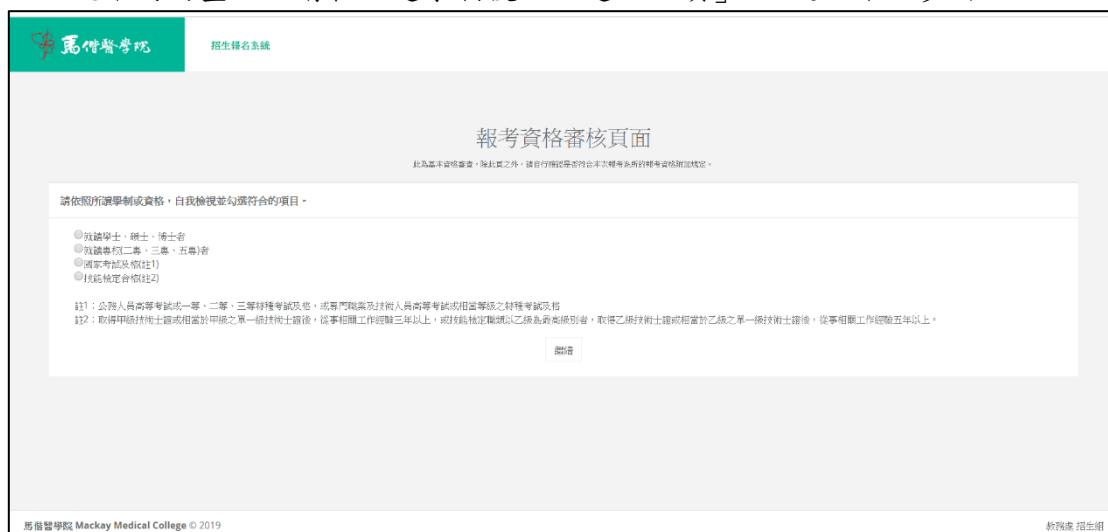 馬偕醫學院
招生報名系統
報考資格審核頁面
此為基本資格審查，除此頁之外，請自行確認是否符合本次報考系所的報考資格附加規定。
請依照所讀學制或資格，自我檢視並勾選符合的項目。
就讀學士、碩士、博士者
就讀專校(二專、三專、五專)者
國家考試及格(註1)
技能檢定合格(註2)
註1：公務人員高等考試或一等、二等、三等特種考試及格，或專門職業及技術人員高等考試或相當等級之特種考試及格
註2：取得甲級技術士證或相當於甲級之單一級技術士證後，從事相關工作經驗三年以上，或技能檢定職類以乙級為最高級別者，取得乙級技術士證或相當於乙級之單一級技術士證後，從事相關工作經驗五年以上。
繼續
馬偕醫學院 Mackay Medical College © 2019
教務處 招生組